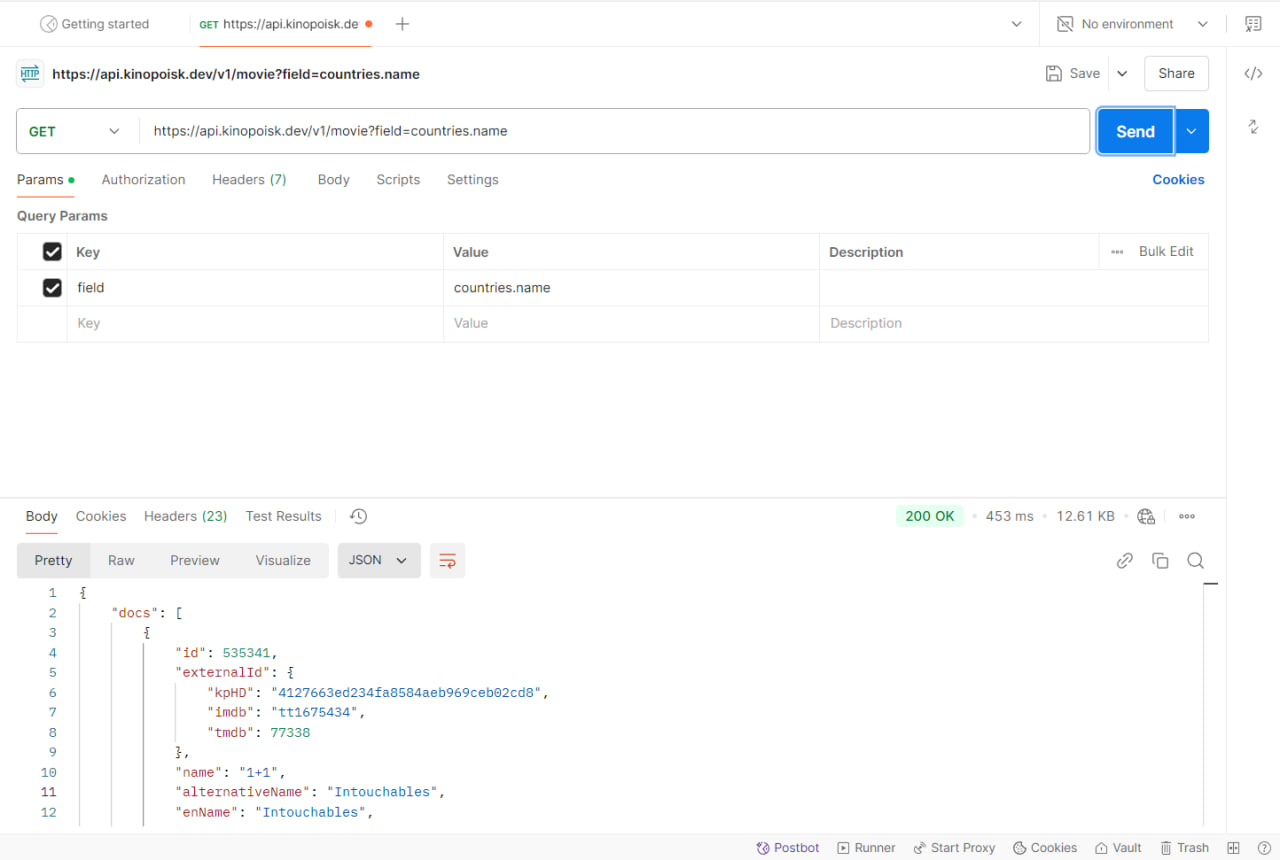 Getting started GET https://api.kinopoisk.de No environment
HTTP https://api.kinopoisk.dev/v1/movie?field=countries.name Save Share
GET https://api.kinopoisk.dev/v1/movie?field=countries.name Send
Params Authorization Headers (7) Body Scripts Settings Cookies
Query Params
Key Value Description Bulk Edit
field countries.name
Key Value Description
Body Cookies Headers (23) Test Results 200 OK 453 ms 12.61 KB
Pretty Raw Preview Visualize JSON
1 {
2 "docs": [
3 {
4 "id": 535341,
5 "externalId": {
6 "kpHD": "4127663ed234fa8584aeb969ceb02cd8",
7 "imdb": "tt1675434",
8 "tmdb": 77338
9 },
10 "name": "1+1",
11 "alternativeName": "Intouchables",
12 "enName": "Intouchables",
Postbot Runner Start Proxy Cookies Vault Trash